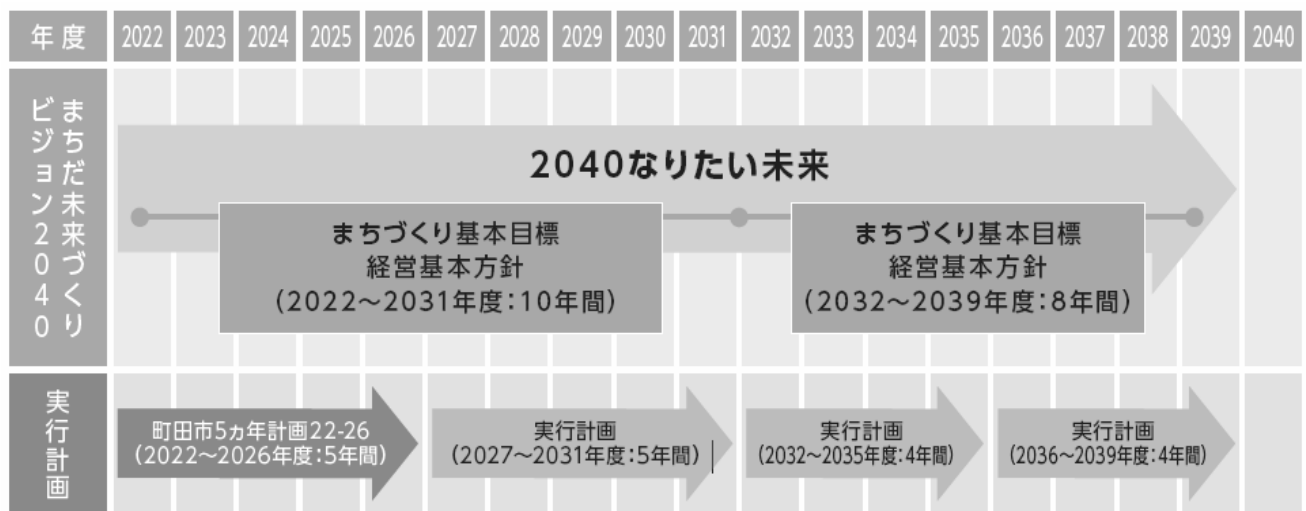 年度 2022 2023 2024 2025 2026 2027 2028 2029 2030 2031 2032 2033 2034 2035 2036 2037 2038 2039 2040
まちだ未来づくり
ビジョン2040
2040なりたい未来
まちづくり基本目標
経営基本方針
(2022～2031年度:10年間)
まちづくり基本目標
経営基本方針
(2032～2039年度:8年間)
実行計画
町田市5ヵ年計画22-26
(2022～2026年度:5年間)
実行計画
(2027～2031年度:5年間)
実行計画
(2032～2035年度:4年間)
実行計画
(2036～2039年度:4年間)